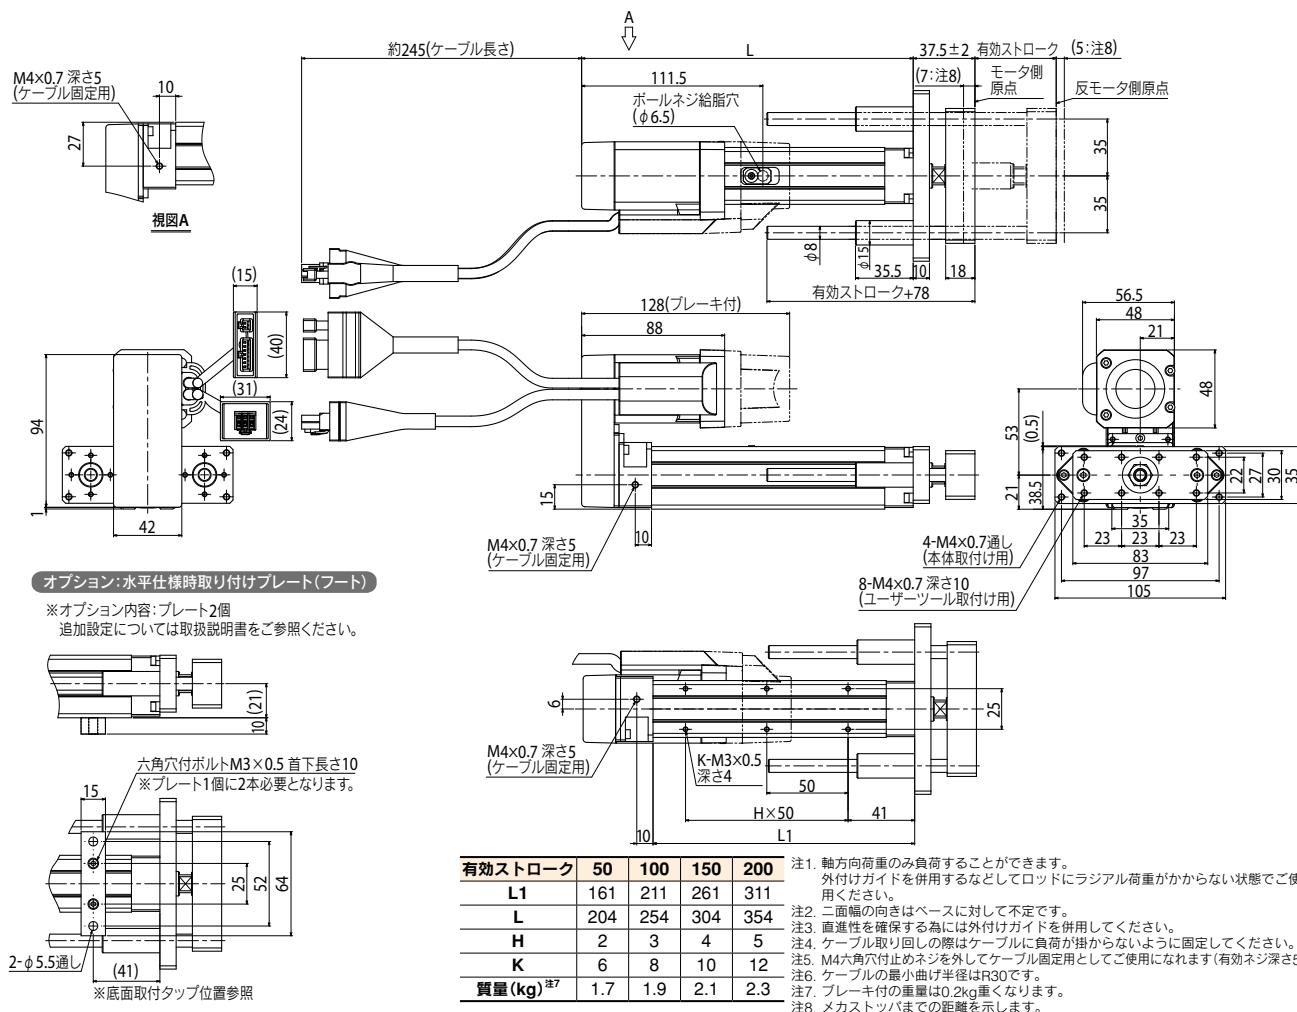 A
約245(ケーブル長さ)
L
37.5±2
有効ストローク
(5:注8)
M4×0.7 深さ5
(ケーブル固定用)
10
27
視図A
111.5
(7:注8)
モータ側
原点
反モータ側原点
ボールネジ給脂穴
(φ6.5)
35
35
φ8
φ15
35.5
10
18
有効ストローク+78
(15)
(40)
(31)
(24)
94
1
42
128(ブレーキ付)
88
15
10
M4×0.7 深さ5
(ケーブル固定用)
56.5
48
21
48
53
(0.5)
21
38.5
22
27
30
35
35
23
23
23
83
97
105
4-M4×0.7通し
(本体取付け用)
8-M4×0.7 深さ10
(ユーザーツール取付け用)
オプション:水平仕様時取り付けプレート(フート)
※オプション内容:プレート2個
追加設定については取扱説明書をご参照ください。
(21)
10
六角穴付ボルトM3×0.5 首下長さ10
※プレート1個に2本必要となります。
15
25
52
64
2-φ5.5通し
(41)
※底面取付タップ位置参照
6
M4×0.7 深さ5
(ケーブル固定用)
K-M3×0.5
深さ4
25
50
H×50
41
10
L1
有効ストローク 50 100 150 200
L1 161 211 261 311
L 204 254 304 354
H 2 3 4 5
K 6 8 10 12
質量(kg)注7 1.7 1.9 2.1 2.3
注1. 軸方向荷重のみ負荷することができます。
外付けガイドを併用するなどしてロッドにラジアル荷重がかからない状態でご使
用ください。
注2. 二面幅の向きはベースに対して不定です。
注3. 直進性を確保する為には外付けガイドを併用してください。
注4. ケーブル取り回しの際はケーブルに負荷が掛からないように固定してください。
注5. M4六角穴付止めネジを外してケーブル固定用としてご使用になれます(有効ネジ深さ5
注6. ケーブルの最小曲げ半径はR30です。
注7. ブレーキ付の重量は0.2kg重くなります。
注8. メカストッパまでの距離を示します。